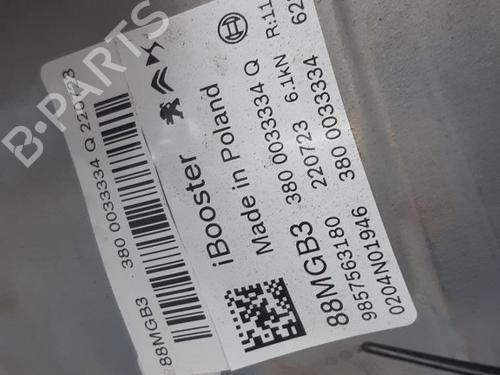 B-PARTS
88MGB3 380 0033334 Q 220723
iBooster
Made in Poland
R:11
88MGB3 380 0033334 Q
220723 6.1kN 62
9857563180 380 0033334
0204N01946